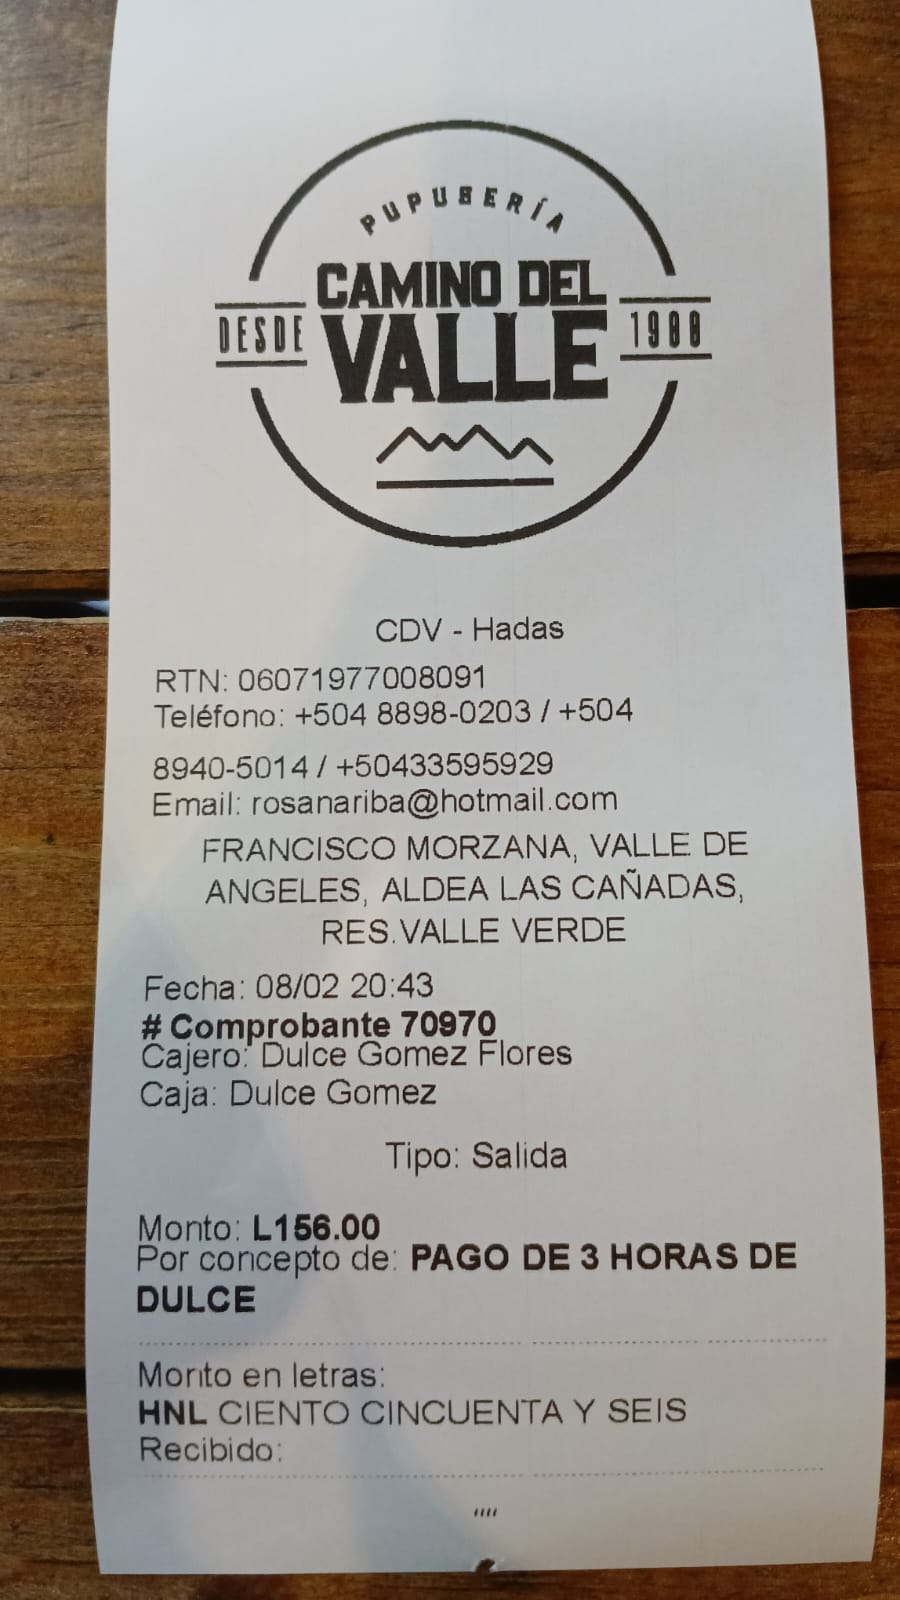 PUPUSERÍA
CAMINO DEL
DESDE VALLE 1988
CDV - Hadas
RTN: 06071977008091
Teléfono: +504 8898-0203 / +504
8940-5014 / +50433595929
Email: rosanariba@hotmail.com
FRANCISCO MORZANA, VALLE DE
ANGELES, ALDEA LAS CAÑADAS,
RES.VALLE VERDE
Fecha: 08/02 20:43
# Comprobante 70970
Cajero: Dulce Gomez Flores
Caja: Dulce Gomez
Tipo: Salida
Monto: L156.00
Por concepto de: PAGO DE 3 HORAS DE
DULCE
Monto en letras:
HNL CIENTO CINCUENTA Y SEIS
Recibido:
,,,,